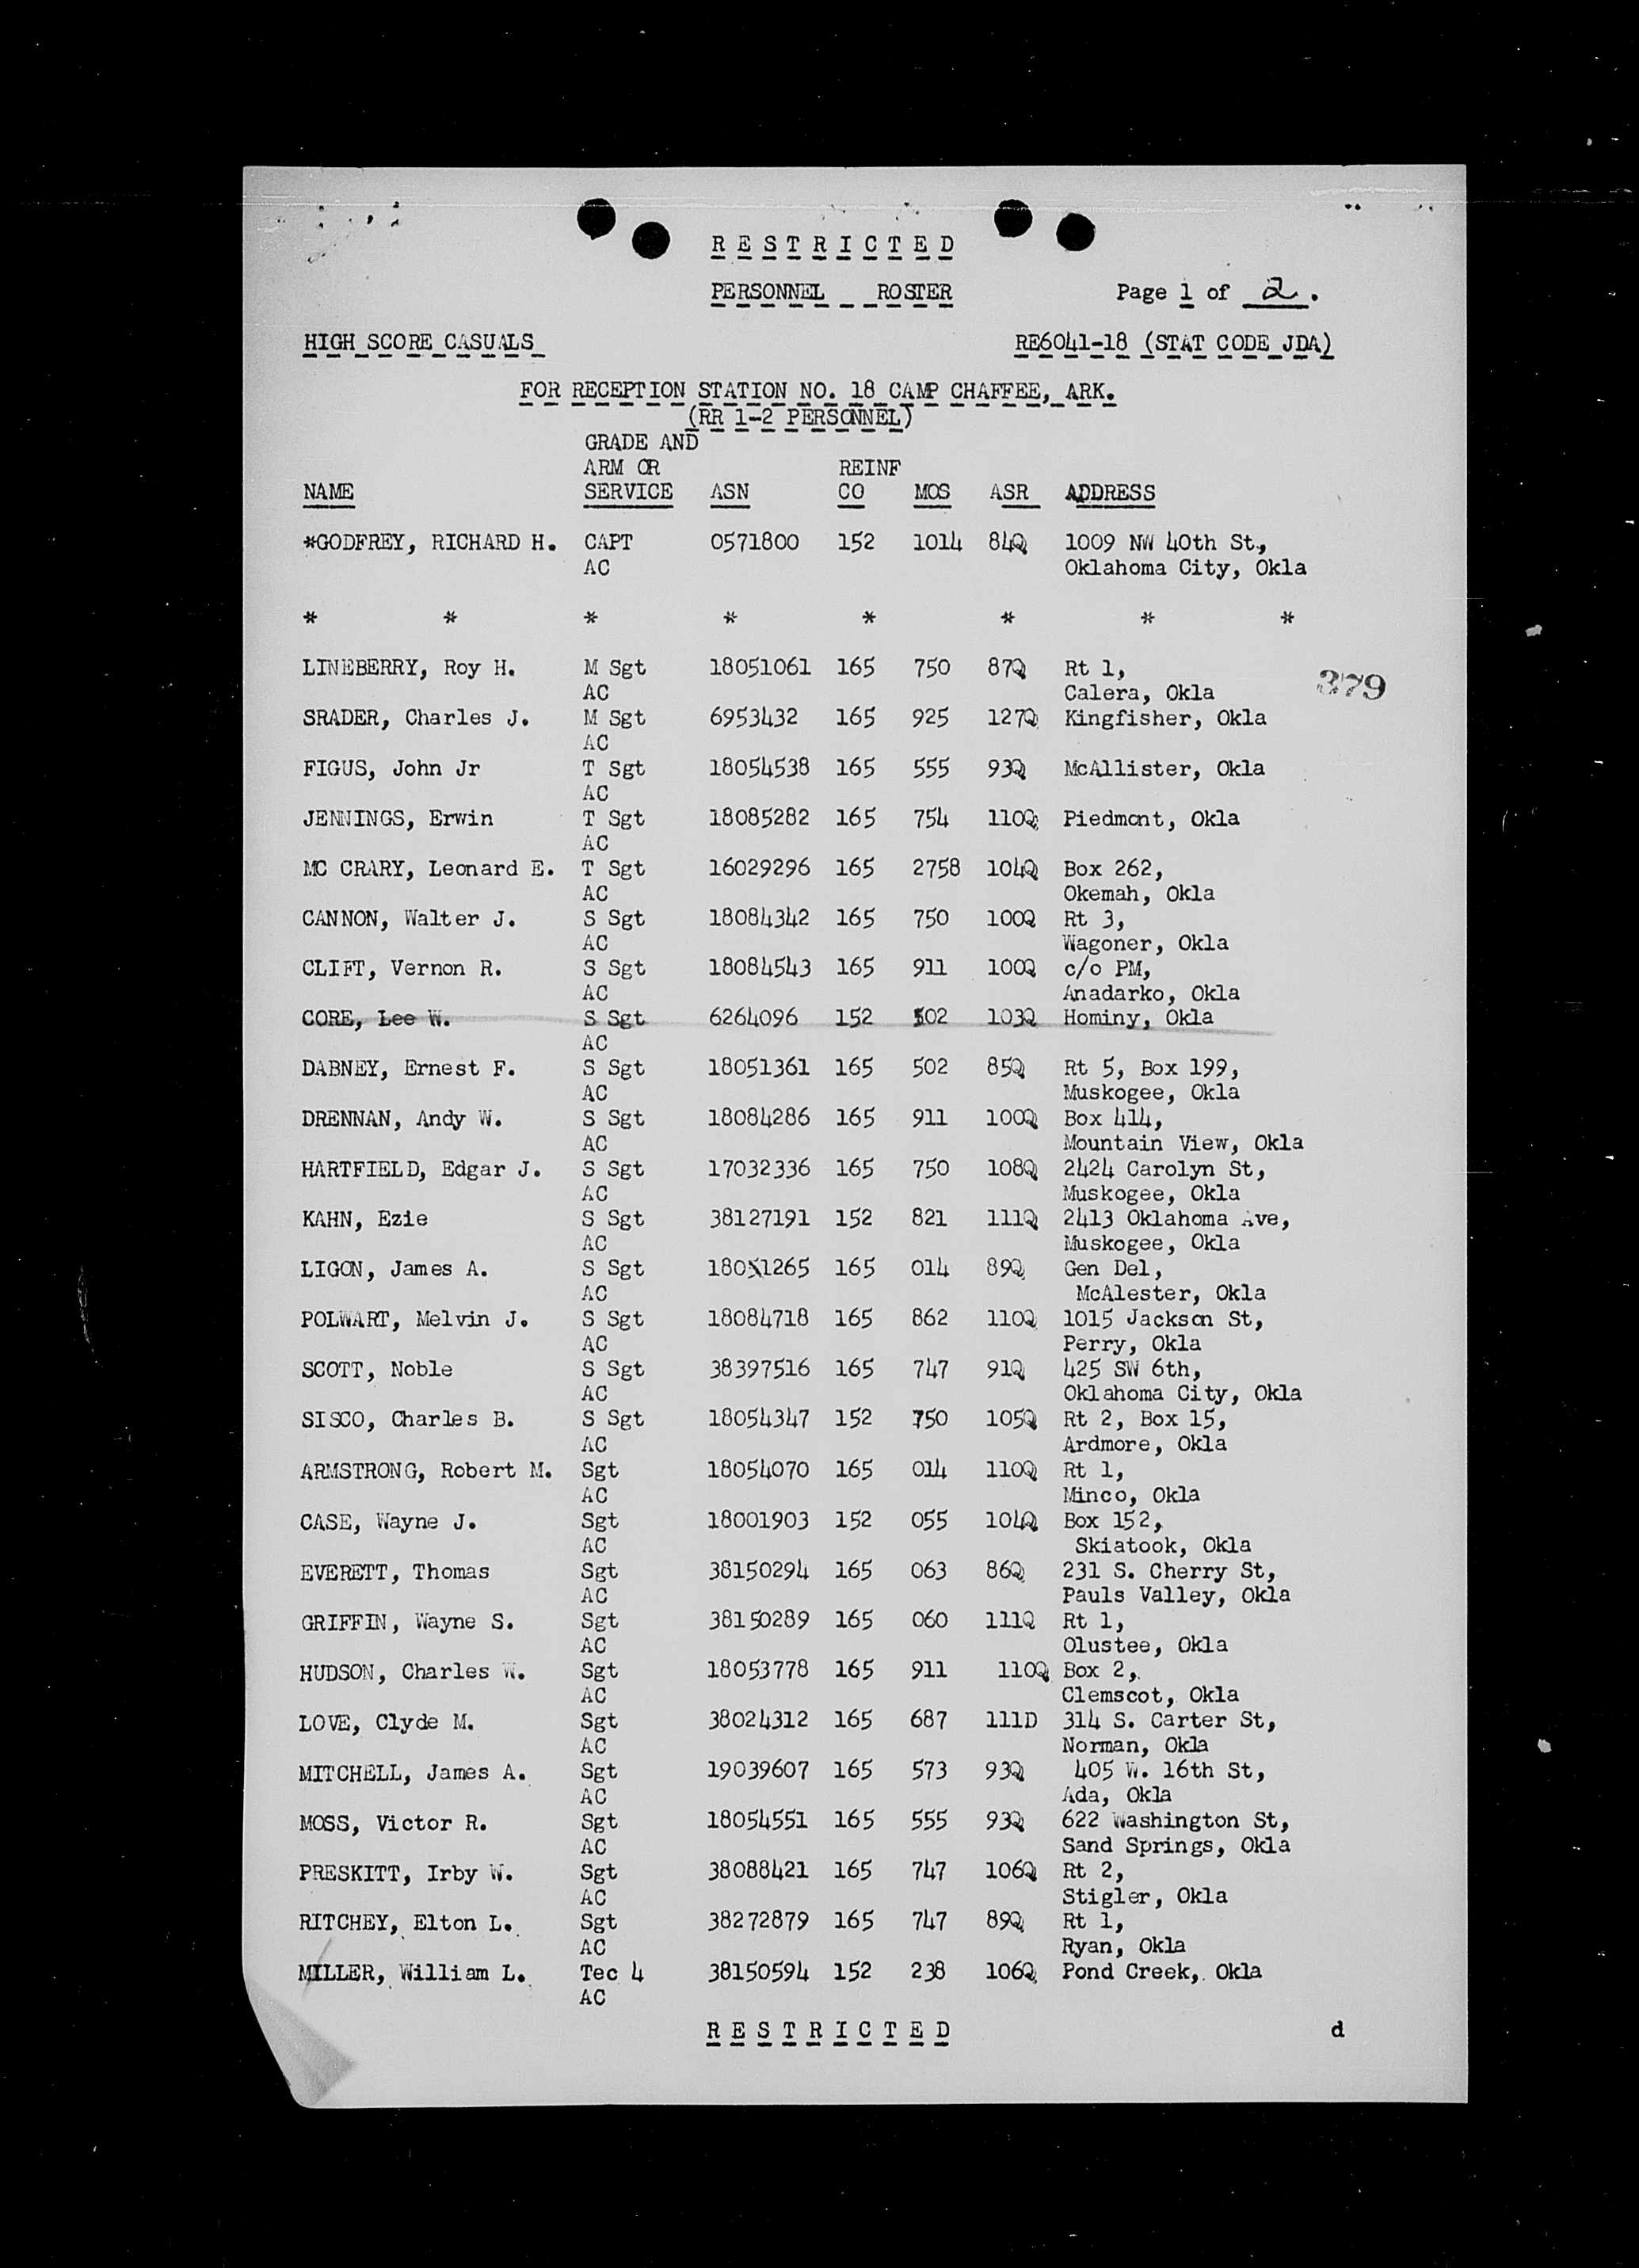 R E S T R I C T E D
PERSONNEL ROSTER Page 1 of 2.
HIGH SCORE CASUALS RE6041-18 (STAT CODE JDA)
FOR RECEPTION STATION NO. 18 CAMP CHAFFEE, ARK.
(RR 1-2 PERSONNEL)
GRADE AND
ARM OR REINF
NAME SERVICE ASN CO MOS ASR ADDRESS
*GODFREY, RICHARD H. CAPT 0571800 152 1014 84Q 1009 NW 40th St.,
AC Oklahoma City, Okla
* * * * * * * *
LINEBERRY, Roy H. M Sgt 18051061 165 750 87Q Rt 1,
379
AC Calera, Okla
SRADER, Charles J. M Sgt 6953432 165 925 127Q Kingfisher, Okla
AC
FIGUS, John Jr T Sgt 18054538 165 555 93Q McAllister, Okla
AC
JENNINGS, Erwin T Sgt 18085282 165 754 110Q Piedmont, Okla
AC
MC CRARY, Leonard E. T Sgt 16029296 165 2758 104Q Box 262,
AC Okemah, Okla
CANNON, Walter J. S Sgt 18084342 165 750 100Q Rt 3,
AC Wagoner, Okla
CLIFT, Vernon R. S Sgt 18084543 165 911 100Q c/o PM,
AC Anadarko, Okla
CORE, Lee W. S Sgt 6264096 152 502 103Q Hominy, Okla
AC
DABNEY, Ernest F. S Sgt 18051361 165 502 85Q Rt 5, Box 199,
AC Muskogee, Okla
DRENNAN, Andy W. S Sgt 18084286 165 911 100Q Box 414,
AC Mountain View, Okla
HARTFIELD, Edgar J. S Sgt 17032336 165 750 108Q 2424 Carolyn St,
AC Muskogee, Okla
KAHN, Ezie S Sgt 38127191 152 821 111Q 2413 Oklahoma Ave,
AC Muskogee, Okla
LIGON, James A. S Sgt 18051265 165 014 89Q Gen Del,
AC McAlester, Okla
POLWART, Melvin J. S Sgt 18084718 165 862 110Q 1015 Jackson St,
AC Perry, Okla
SCOTT, Noble S Sgt 38397516 165 747 91Q 425 SW 6th,
AC Oklahoma City, Okla
SISCO, Charles B. S Sgt 18054347 152 750 105Q Rt 2, Box 15,
AC Ardmore, Okla
ARMSTRONG, Robert M. Sgt 18054070 165 014 110Q Rt 1,
AC Minco, Okla
CASE, Wayne J. Sgt 18001903 152 055 104Q Box 152,
AC Skiatook, Okla
EVERETT, Thomas Sgt 38150294 165 063 86Q 231 S. Cherry St,
AC Pauls Valley, Okla
GRIFFIN, Wayne S. Sgt 38150289 165 060 111Q Rt 1,
AC Olustee, Okla
HUDSON, Charles W. Sgt 18053778 165 911 110Q Box 2,
AC Clemscot, Okla
LOVE, Clyde M. Sgt 38024312 165 687 111D 314 S. Carter St,
AC Norman, Okla
MITCHELL, James A. Sgt 19039607 165 573 93Q 405 W. 16th St,
AC Ada, Okla
MOSS, Victor R. Sgt 18054551 165 555 93Q 622 Washington St,
AC Sand Springs, Okla
PRESKITT, Irby W. Sgt 38088421 165 747 106Q Rt 2,
AC Stigler, Okla
RITCHEY, Elton L. Sgt 38272879 165 747 89Q Rt 1,
AC Ryan, Okla
MILLER, William L. Tec 4 38150594 152 238 106Q Pond Creek, Okla
AC
R E S T R I C T E D d